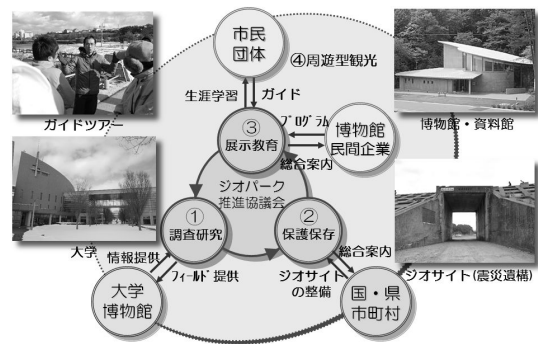 市民
団体
④周遊型観光
生涯学習
ガイド
ガイドツアー
プログラム
博物館・資料館
③
展示教育
博物館
民間企業
総合案内
ジオパーク
推進協議会
①
調査研究
②
保護保存
大学
情報提供
フィールド提供
総合案内
ジオサイト
の整備
ジオサイト(震災遺構)
大学
博物館
国・県
市町村